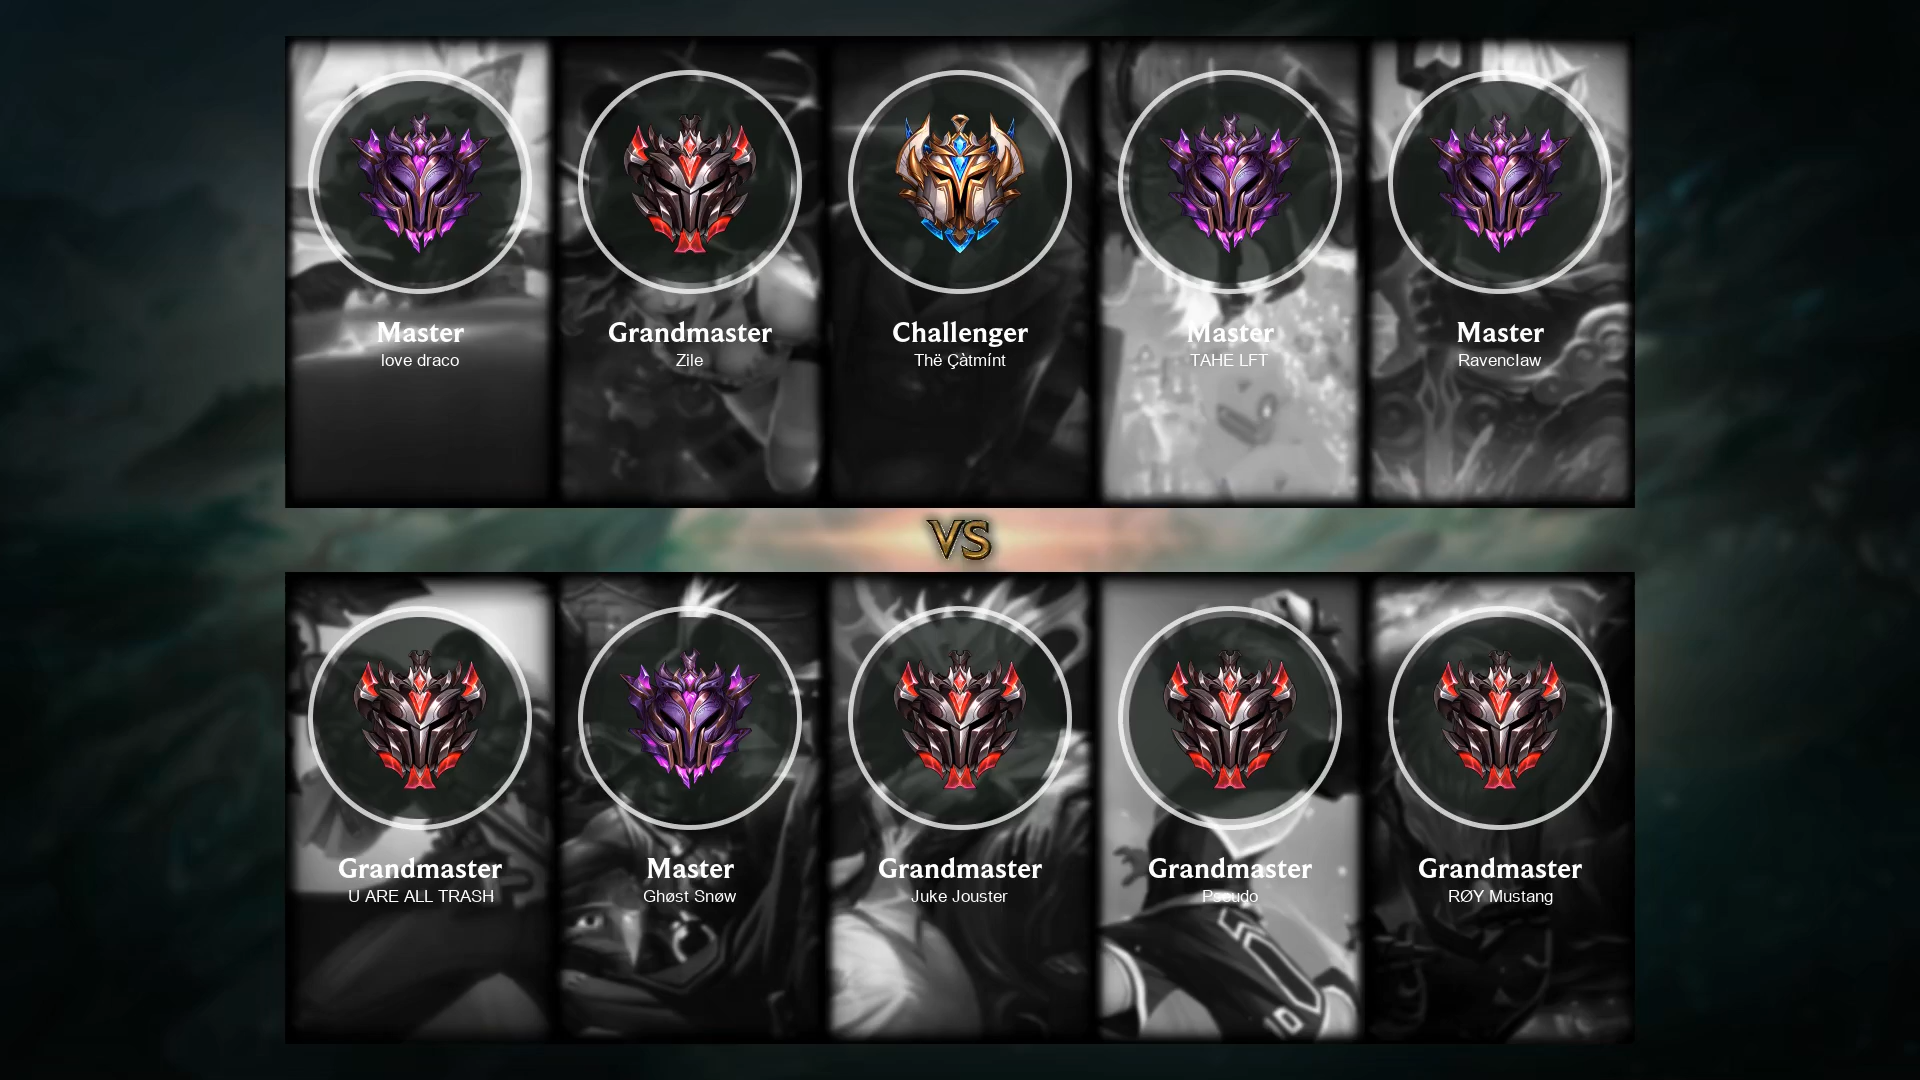 Master
love draco
Grandmaster
Zile
Challenger
Thë Çàtmínt
Master
TAHE LFT
Master
Ravenclaw
VS
Grandmaster
U ARE ALL TRASH
Master
Ghøst Snøw
Grandmaster
Juke Jouster
Grandmaster
Pseudo
10
Grandmaster
RØY Mustang